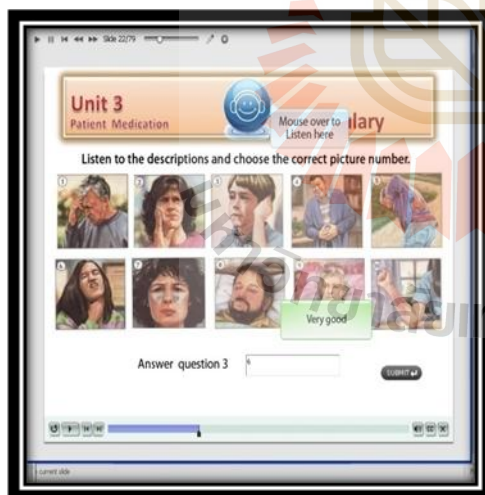 Slide 22/79
Unit 3
Patient Medication
Mouse over to
Listen here
lary
Listen to the descriptions and choose the correct picture number.
1
2
3
4
5
6
7
8
9
Very good
Answer question 3
6
SUBMIT
current slide